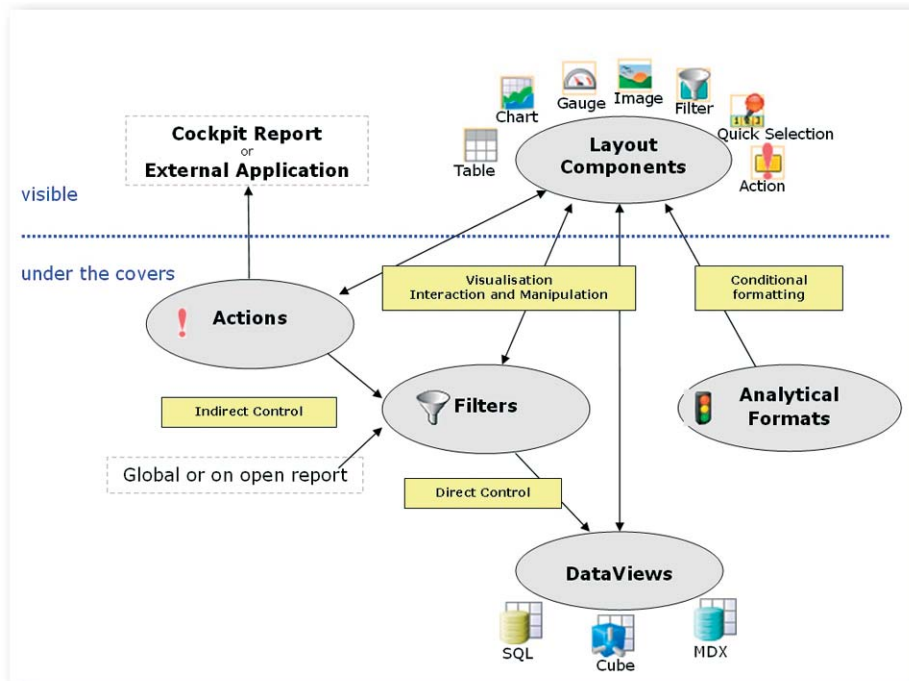 Gauge
Image
Filter
Chart
Quick Selection
Table
Layout
Components
Action
Cockpit Report
or
External Application
visible
under the covers
Visualisation
Interaction and Manipulation
Conditional
formatting
Actions
Indirect Control
Filters
Analytical
Formats
Global or on open report
Direct Control
DataViews
SQL
Cube
MDX